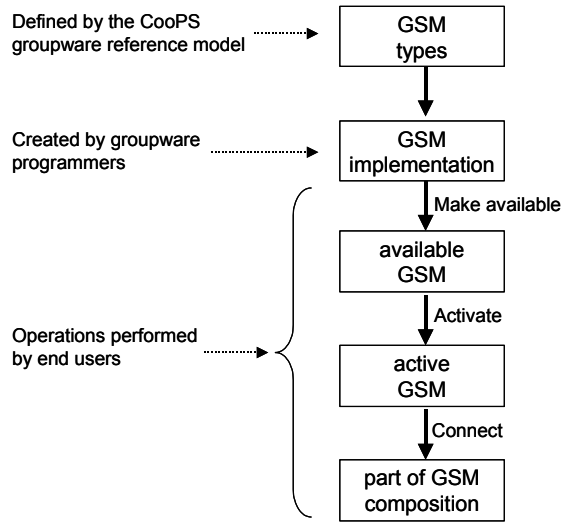 Defined by the CooPS
groupware reference model
GSM
types
Created by groupware
programmers
GSM
implementation
Make available
available
GSM
Activate
Operations performed
by end users
active
GSM
Connect
part of GSM
composition